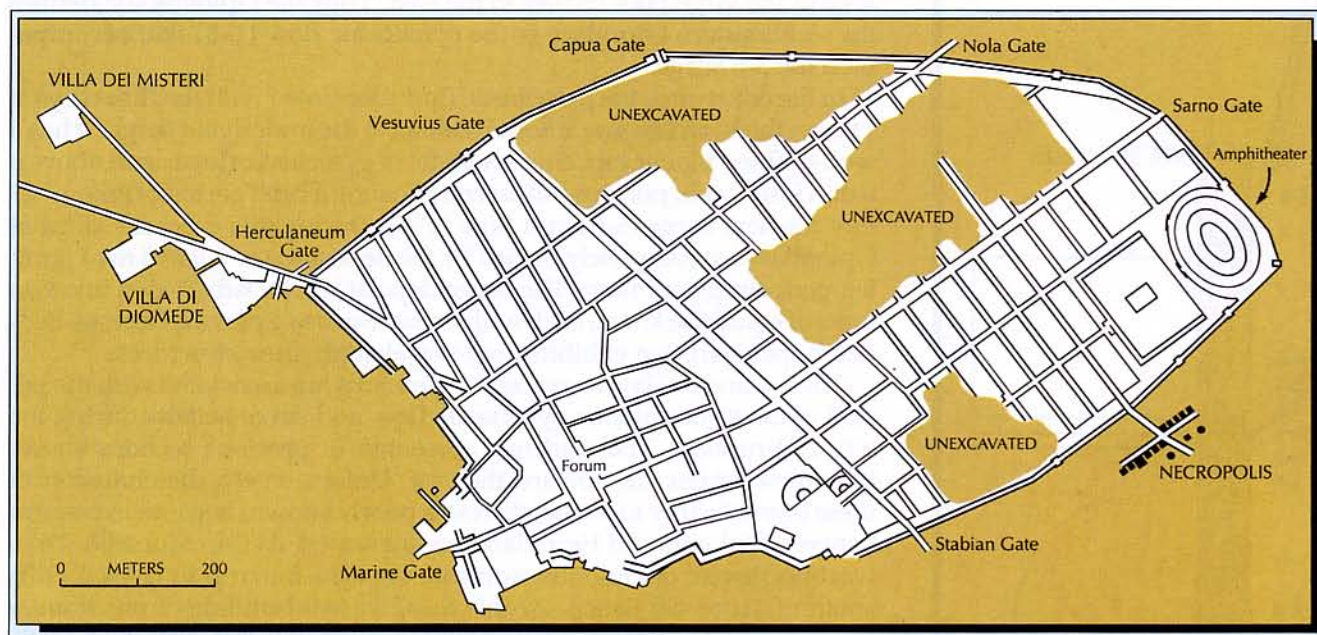 Capua Gate
Nola Gate
VILLA DEI MISTERI
UNEXCAVATED
Sarno Gate
Vesuvius Gate
Amphitheater
UNEXCAVATED
Herculaneum
Gate
VILLA DI
DIOMEDE
UNEXCAVATED
Forum
NECROPOLIS
Stabian Gate
0 METERS 200
Marine Gate